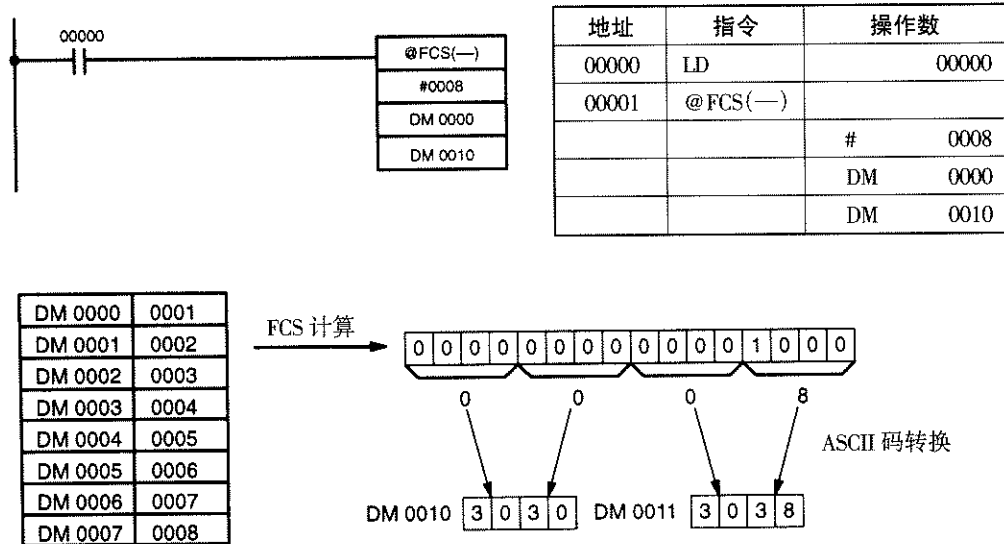 00000
@FCS(—)
#0008
DM 0000
DM 0010
地址 指令 操作数
00000 LD 00000
00001 @FCS(—)
# 0008
DM 0000
DM 0010
DM 0000 0001
DM 0001 0002
DM 0002 0003
DM 0003 0004
DM 0004 0005
DM 0005 0006
DM 0006 0007
DM 0007 0008
FCS 计算
0 0 0 0 0 0 0 0 0 0 0 0 1 0 0 0
0 0 0 8
ASCII 码转换
DM 0010 3 0 3 0 DM 0011 3 0 3 8